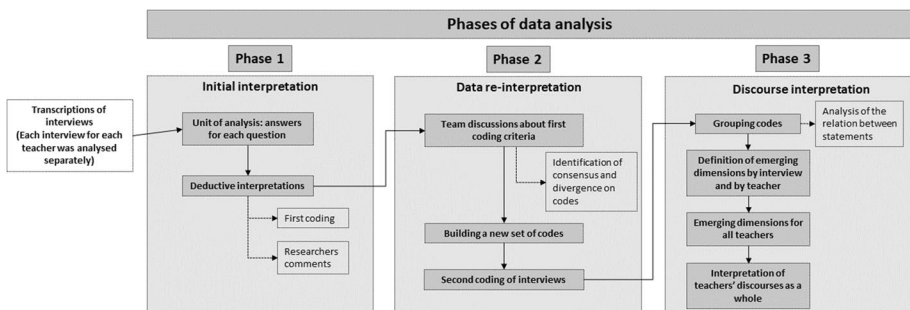 Phases of data analysis
Phase 1
Phase 2
Phase 3
Transcriptions of
interviews
(Each interview for each
teacher was analysed
separately)
Initial interpretation
Unit of analysis: answers
for each question
Deductive interpretations
First coding
Researchers
comments
Data re-interpretation
Team discussions about first
coding criteria
Identification of
consensus and
divergence on
codes
Building a new set of codes
Second coding of interviews
Discourse interpretation
Grouping codes
Analysis of the
relation between
statements
Definition of emerging
dimensions by interview
and by teacher
Emerging dimensions for
all teachers
Interpretation of
teachers' discourses as a
whole